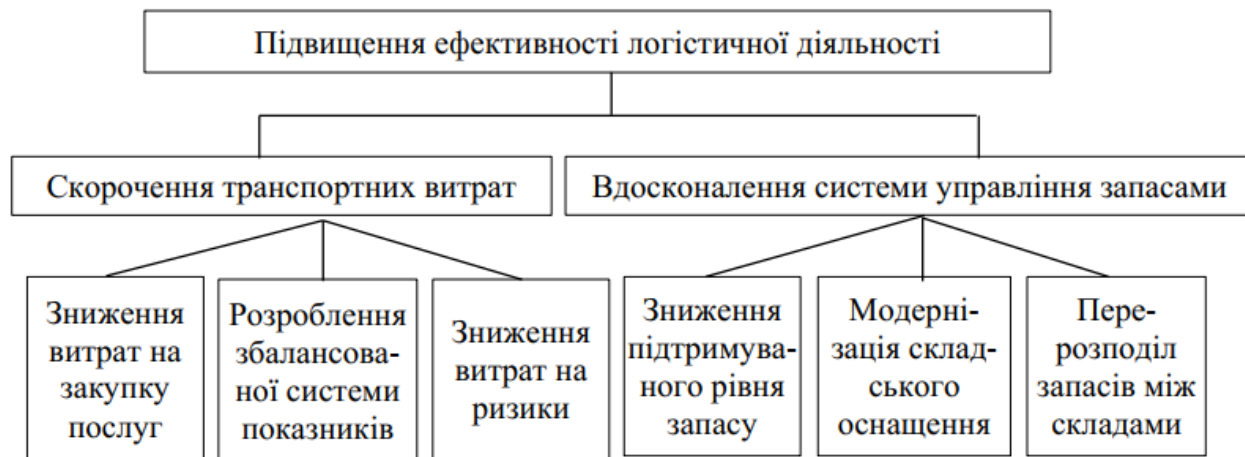 Підвищення ефективності логістичної діяльності
Скорочення транспортних витрат
Вдосконалення системи управління запасами
Зниження
витрат на
закупку
послуг
Розроблення
збалансова-
ної системи
показників
Зниження
витрат на
ризики
Зниження
підтримува-
ного рівня
запасу
Модерні-
зація склад-
ського
оснащення
Пере-
розподіл
запасів між
складами